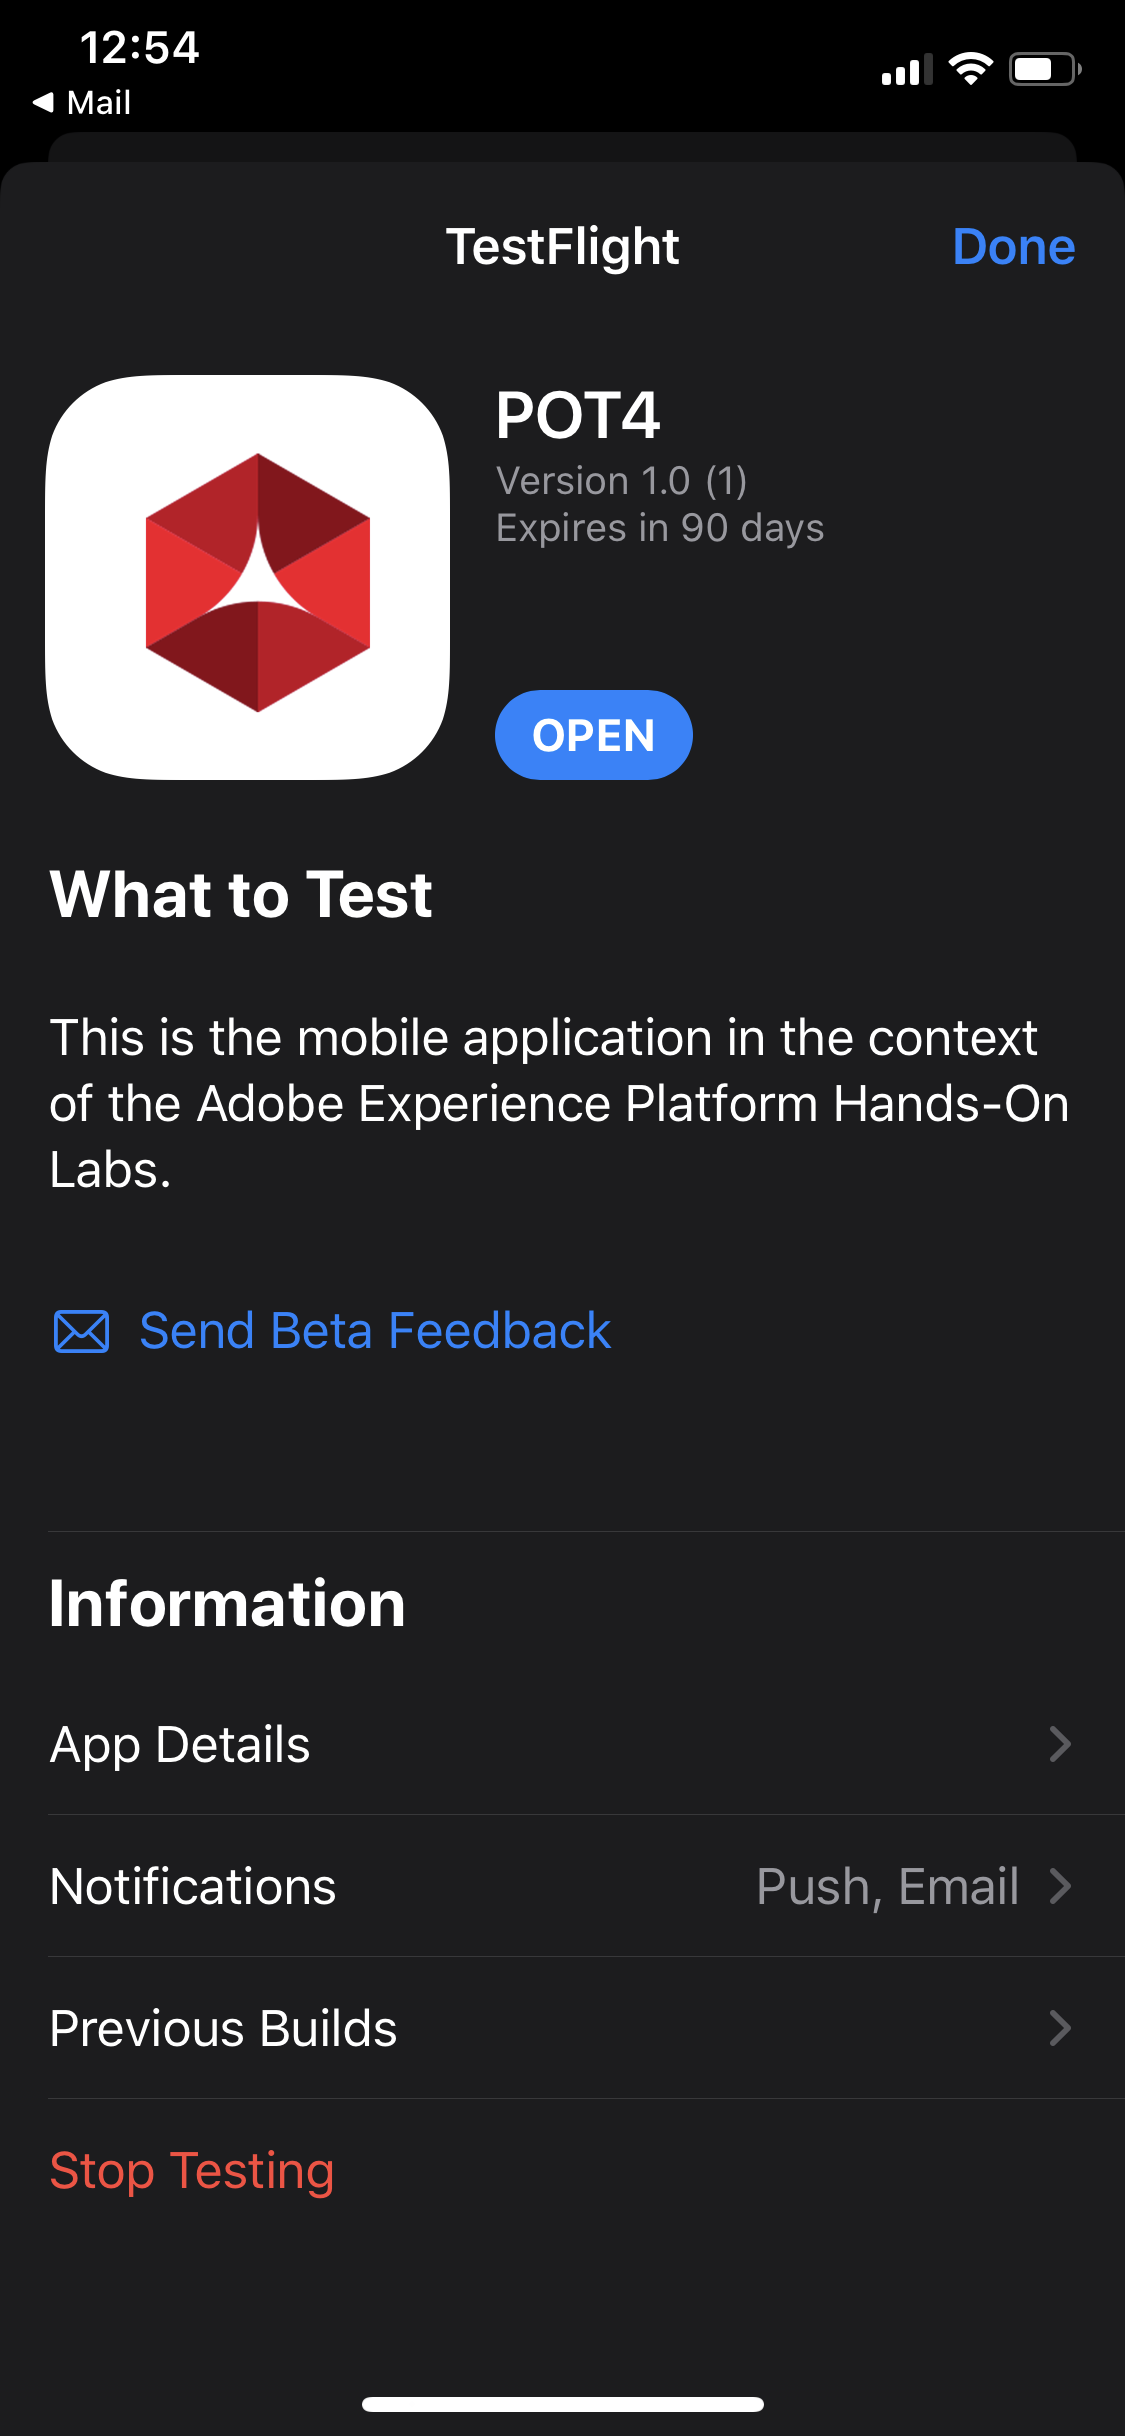 12:54
Mail
TestFlight
Done
POT4
Version 1.0 (1)
Expires in 90 days
OPEN
What to Test
This is the mobile application in the context
of the Adobe Experience Platform Hands-On
Labs.
Send Beta Feedback
Information
App Details
Notifications Push, Email
Previous Builds
Stop Testing